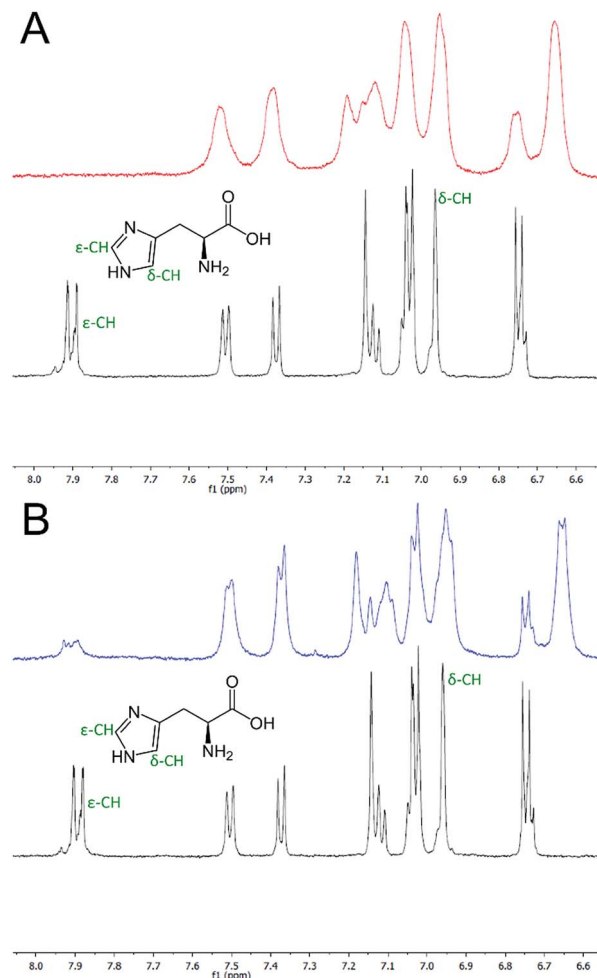 A
O
N
ε-CH
OH
HN
δ-CH
NH2
δ-CH
ε-CH
8.0 7.9 7.8 7.7 7.6 7.5 7.4 7.3 7.2 7.1 7.0 6.9 6.8 6.7 6.6
f1 (ppm)
B
O
N
ε-CH
OH
HN
δ-CH
NH2
δ-CH
ε-CH
8.0 7.9 7.8 7.7 7.6 7.5 7.4 7.3 7.2 7.1 7.0 6.9 6.8 6.7 6.6
f1 (ppm)